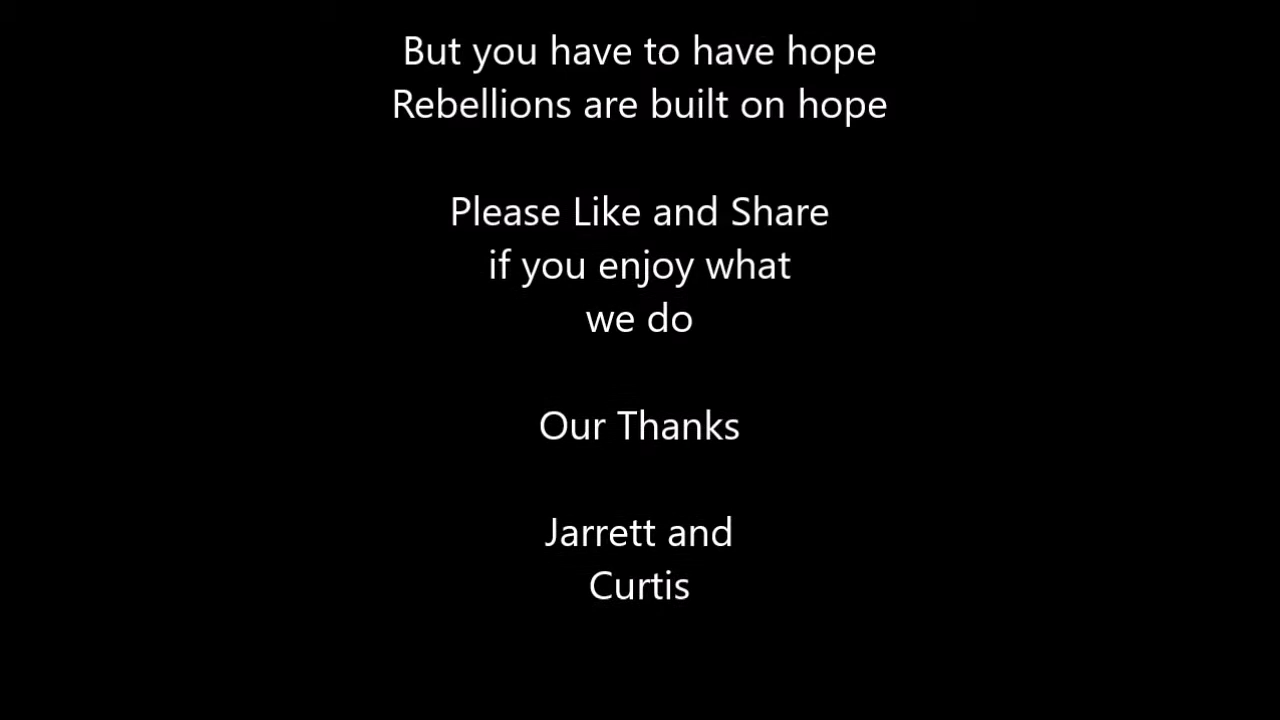 But you have to have hope
Rebellions are built on hope
Please Like and Share
if you enjoy what
we do
Our Thanks
Jarrett and
Curtis